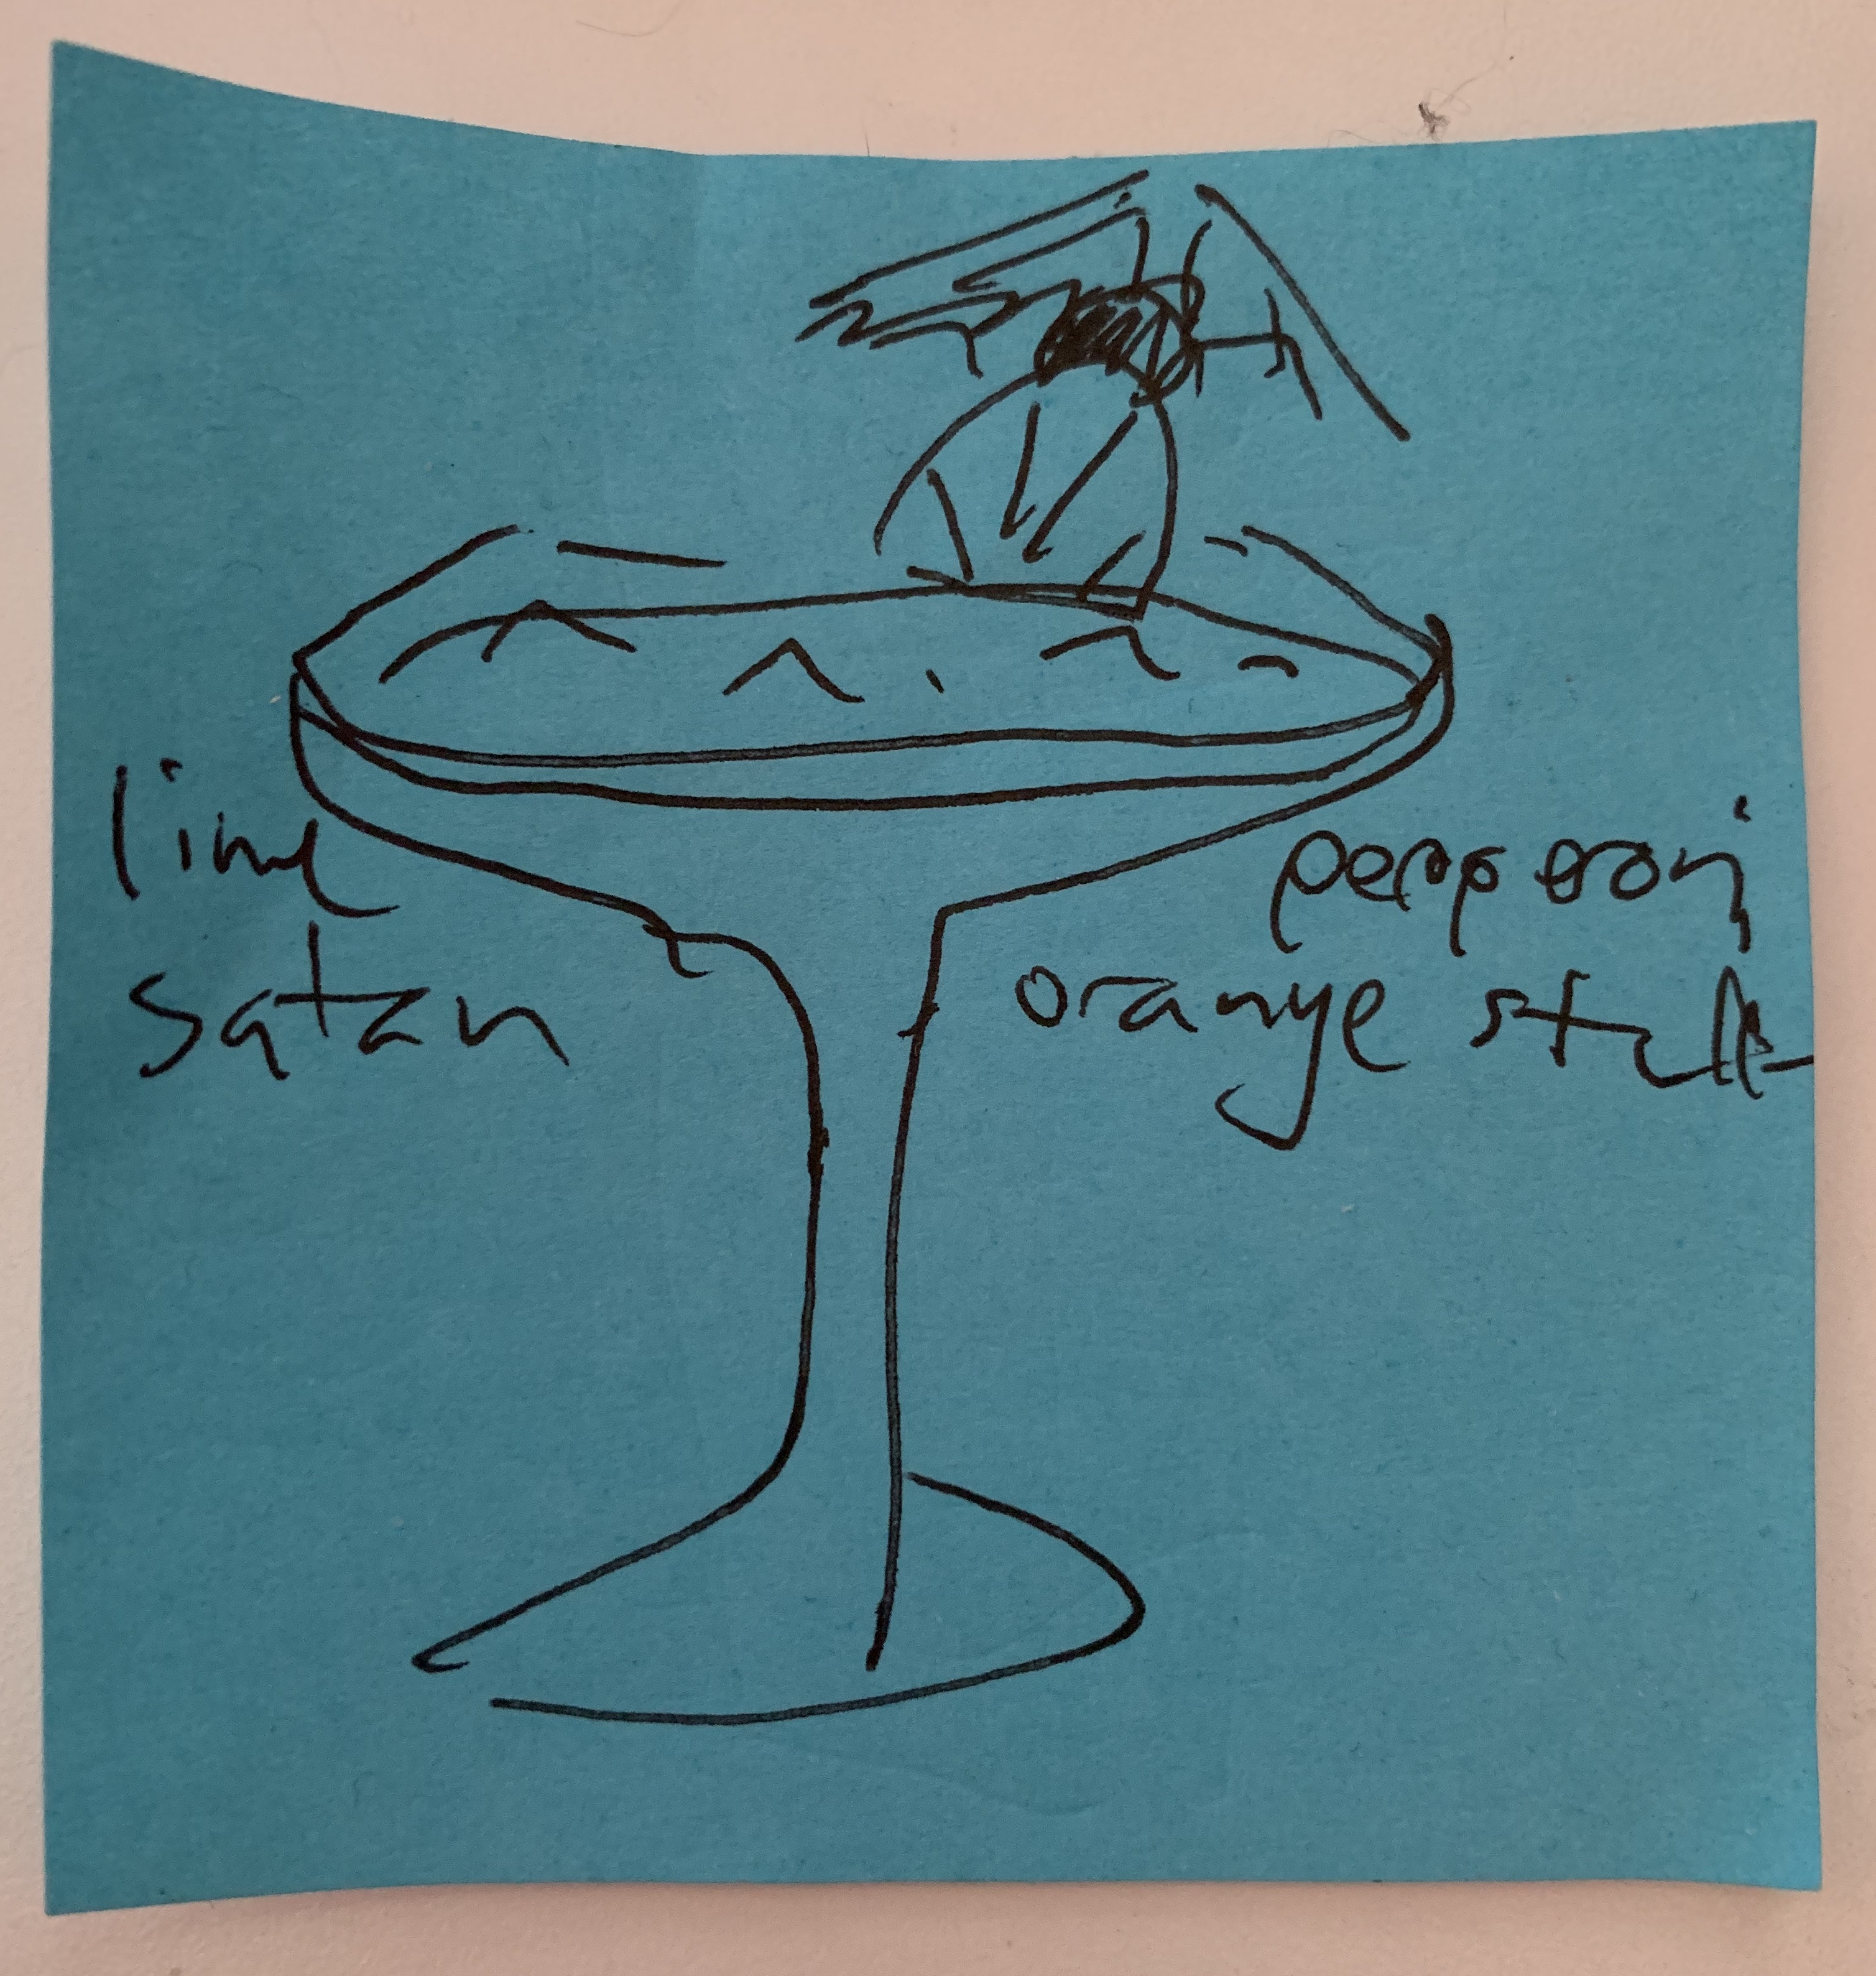 lime
satan
pepperoni
orange stuff